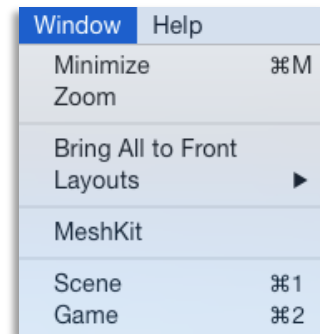 Window Help
Minimize ⌘M
Zoom
Bring All to Front
Layouts ▶
MeshKit
Scene ⌘1
Game ⌘2